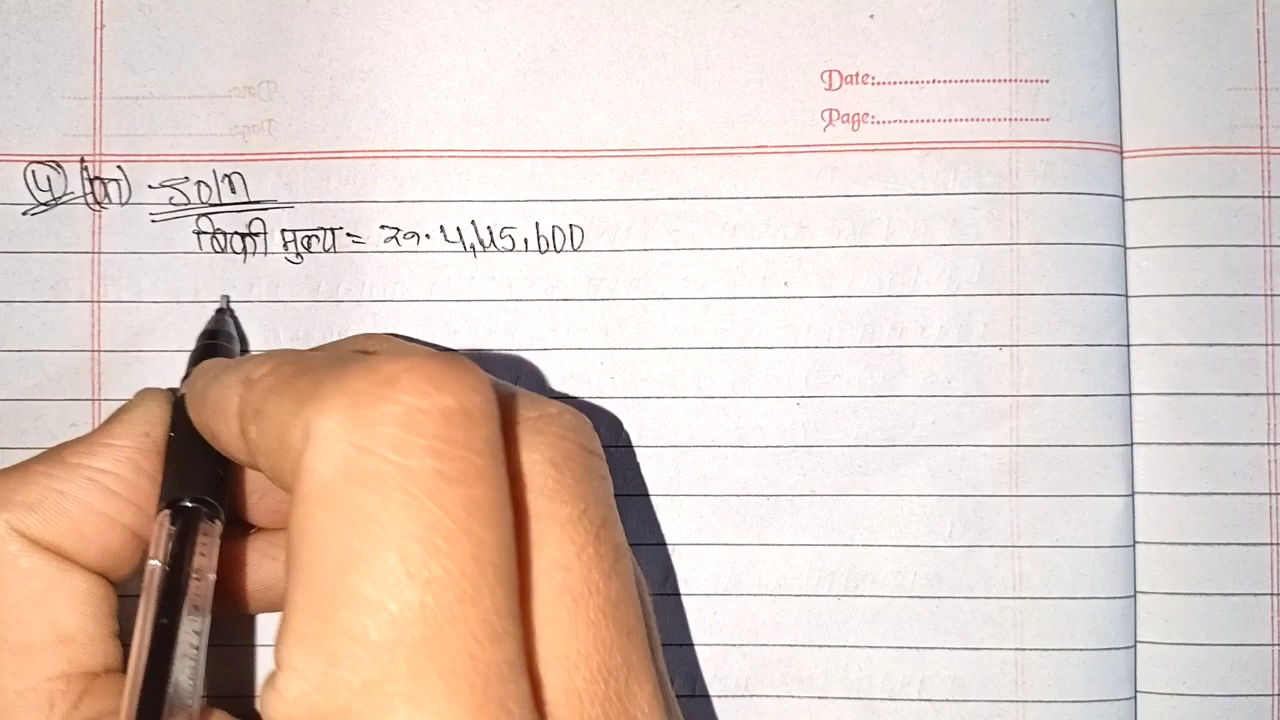 Date:..........................................
Page:..........................................
4 (क) Soln
बिक्री मुल्य = रु. 4,45,600